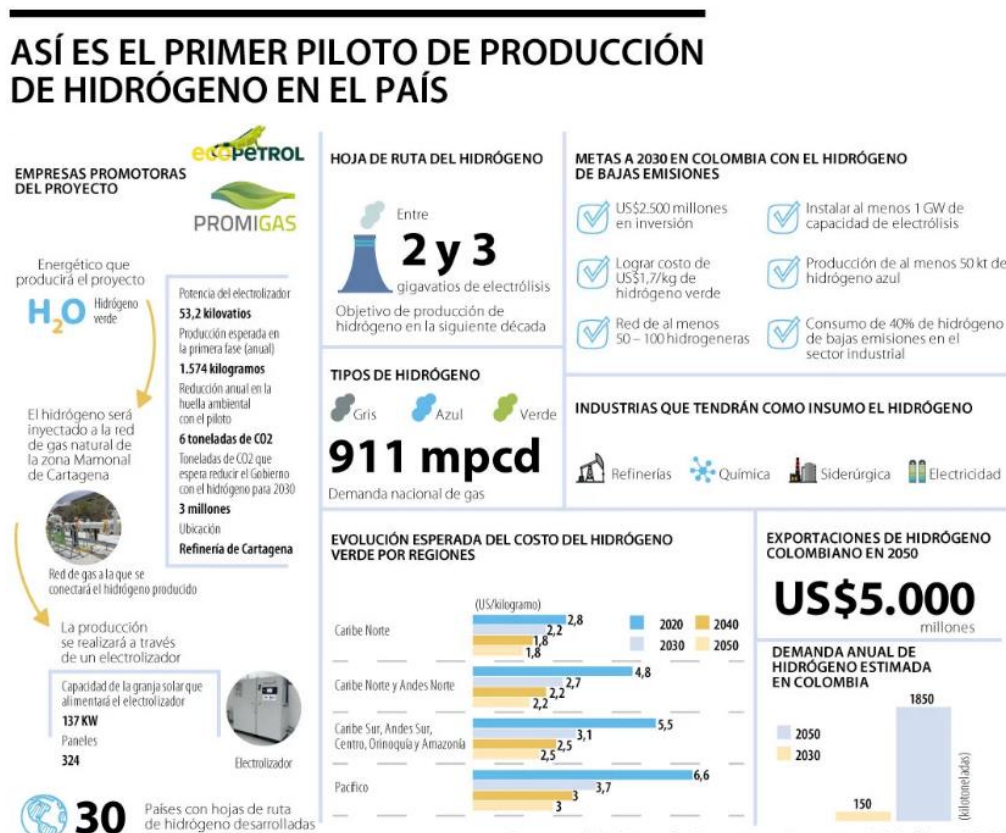 ASÍ ES EL PRIMER PILOTO DE PRODUCCIÓN
DE HIDRÓGENO EN EL PAÍS
EMPRESAS PROMOTORAS
DEL PROYECTO
ecoPETROL
PROMIGAS
Energético que
producirá el proyecto
H2O
Hidrógeno
verde
El hidrógeno será
inyectado a la red
de gas natural de
la zona Mamonal
de Cartagena
Red de gas a la que se
conectará el hidrógeno producido
La producción
se realizará a través
de un electrolizador
Capacidad de la granja solar que
alimentará el electrolizador
137 KW
Paneles
324
Electrolizador
30
Países con hojas de ruta
de hidrógeno desarrolladas
Potencia del electrolizador
53,2 kilovatios
Producción esperada en
la primera fase (anual)
1.574 kilogramos
Reducción anual en la
huella ambiental
con el piloto
6 toneladas de CO2
Toneladas de CO2 que
espera reducir el Gobierno
con el hidrógeno para 2030
3 millones
Ubicación
Refinería de Cartagena
HOJA DE RUTA DEL HIDRÓGENO
Entre
2 y 3
gigavatios de electrólisis
Objetivo de producción de
hidrógeno en la siguiente década
TIPOS DE HIDRÓGENO
Gris
Azul
Verde
911 mpcd
Demanda nacional de gas
METAS A 2030 EN COLOMBIA CON EL HIDRÓGENO
DE BAJAS EMISIONES
US$2.500 millones
en inversión
Lograr costo de
US$1,7/kg de
hidrógeno verde
Red de al menos
50 – 100 hidrogeneras
Instalar al menos 1 GW de
capacidad de electrólisis
Producción de al menos 50 kt de
hidrógeno azul
Consumo de 40% de hidrógeno
de bajas emisiones en el
sector industrial
INDUSTRIAS QUE TENDRÁN COMO INSUMO EL HIDRÓGENO
Refinerías
Química
Siderúrgica
Electricidad
EVOLUCIÓN ESPERADA DEL COSTO DEL HIDRÓGENO
VERDE POR REGIONES
(US/kilogramo)
2020
2040
2030
2050
Caribe Norte
2,8
2,2
1,8
1,8
Caribe Norte y Andes Norte
4,8
2,7
2,2
2,2
Caribe Sur, Andes Sur,
Centro, Orinoquía y Amazonía
5,5
3,1
2,5
2,5
Pacífico
6,6
3,7
3
3
EXPORTACIONES DE HIDRÓGENO
COLOMBIANO EN 2050
US$5.000
millones
DEMANDA ANUAL DE
HIDRÓGENO ESTIMADA
EN COLOMBIA
2050
2030
1850
150
(kilotoneladas)